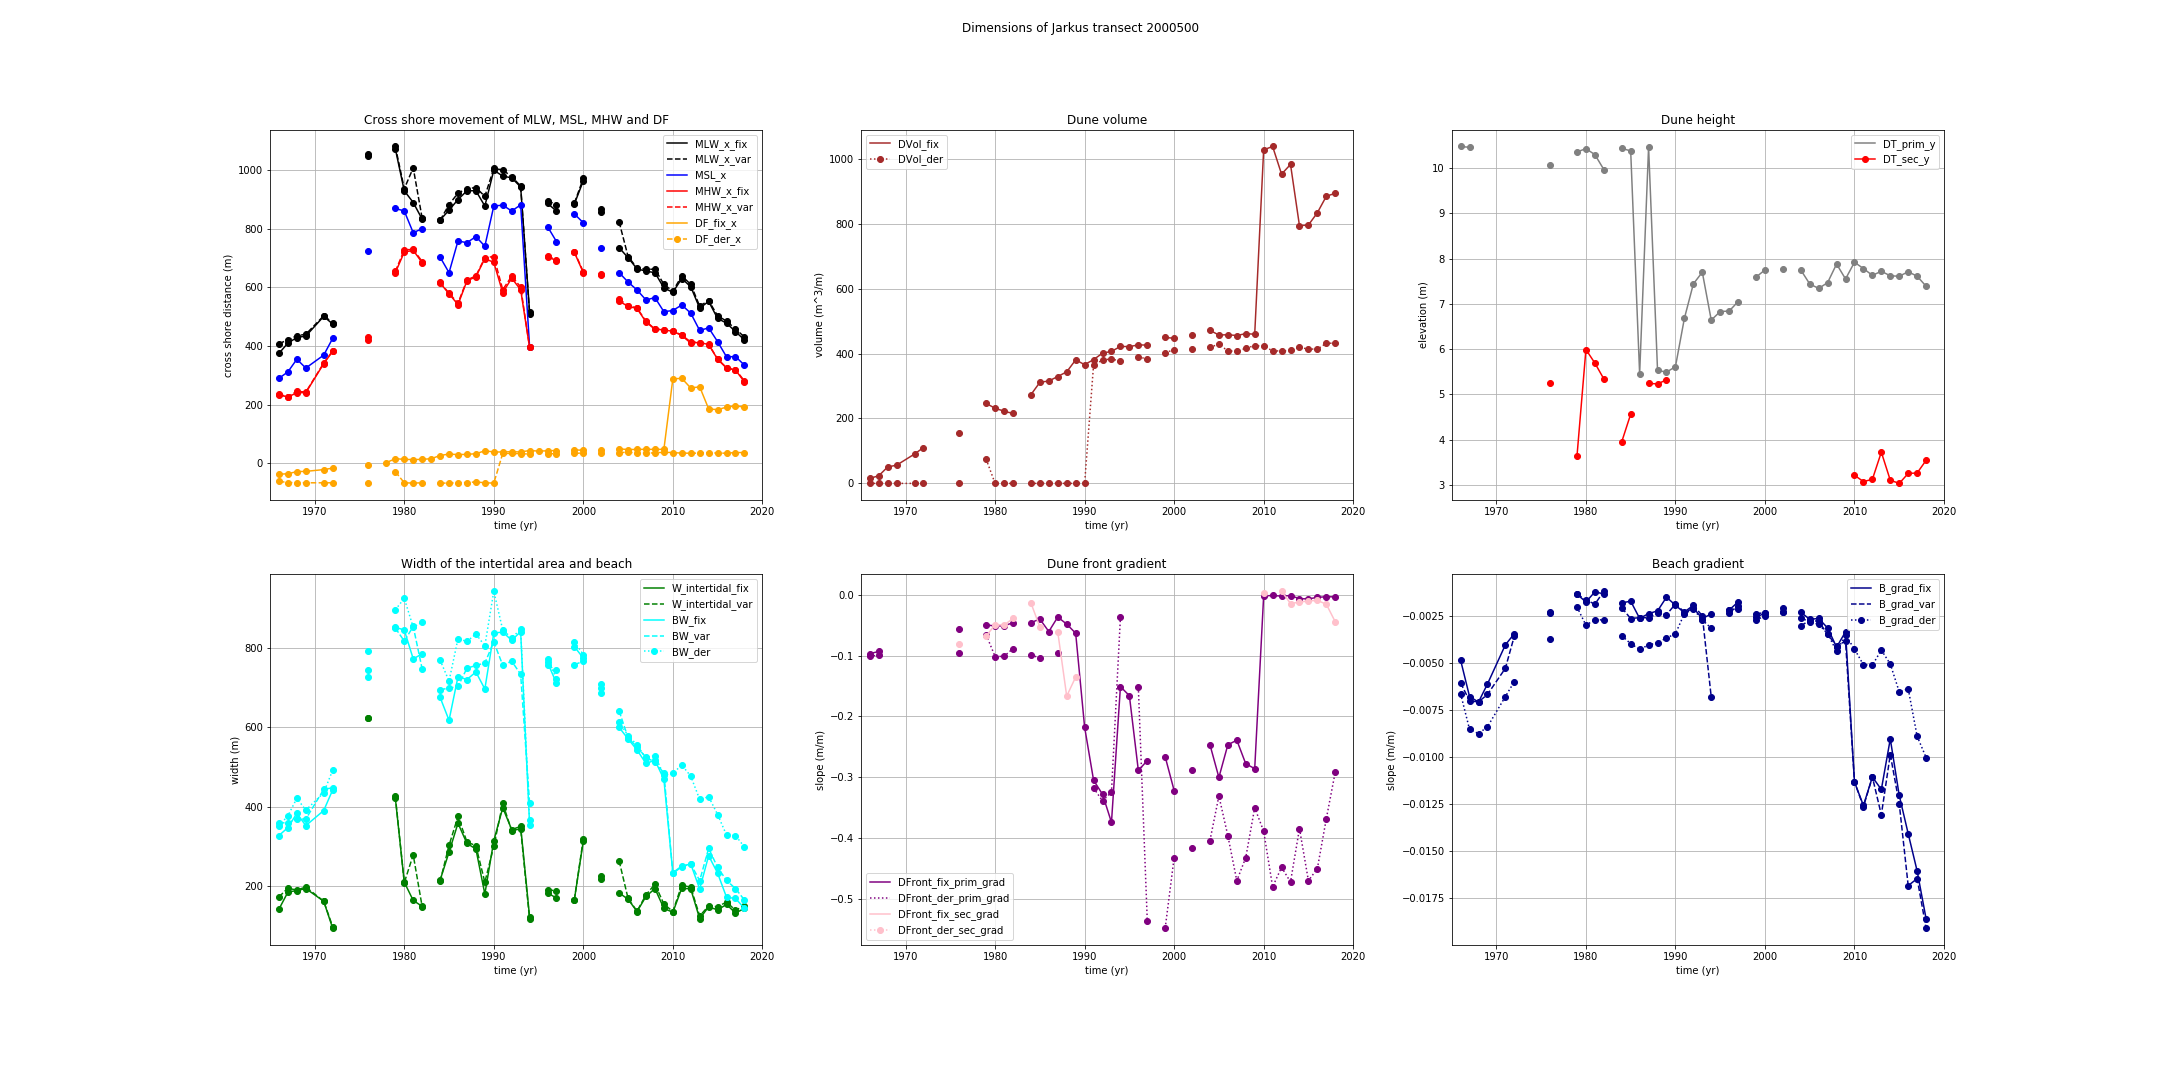 Dimensions of Jarkus transect 2000500
Cross shore movement of MLW, MSL, MHW and DF
cross shore distance (m)
1000
800
600
400
200
0
1970 1980 1990 2000 2010 2020
time (yr)
MLW_x_fix
MLW_x_var
MSL_x
MHW_x_fix
MHW_x_var
DF_fix_x
DF_der_x
Dune volume
volume (m^3/m)
1000
800
600
400
200
0
1970 1980 1990 2000 2010 2020
time (yr)
DVol_fix
DVol_der
Dune height
elevation (m)
10
9
8
7
6
5
4
3
1970 1980 1990 2000 2010 2020
time (yr)
DT_prim_y
DT_sec_y
Width of the intertidal area and beach
width (m)
800
600
400
200
1970 1980 1990 2000 2010 2020
time (yr)
W_intertidal_fix
W_intertidal_var
BW_fix
BW_var
BW_der
Dune front gradient
slope (m/m)
0.0
−0.1
−0.2
−0.3
−0.4
−0.5
1970 1980 1990 2000 2010 2020
time (yr)
DFront_fix_prim_grad
DFront_der_prim_grad
DFront_fix_sec_grad
DFront_der_sec_grad
Beach gradient
slope (m/m)
−0.0025
−0.0050
−0.0075
−0.0100
−0.0125
−0.0150
−0.0175
1970 1980 1990 2000 2010 2020
time (yr)
B_grad_fix
B_grad_var
B_grad_der